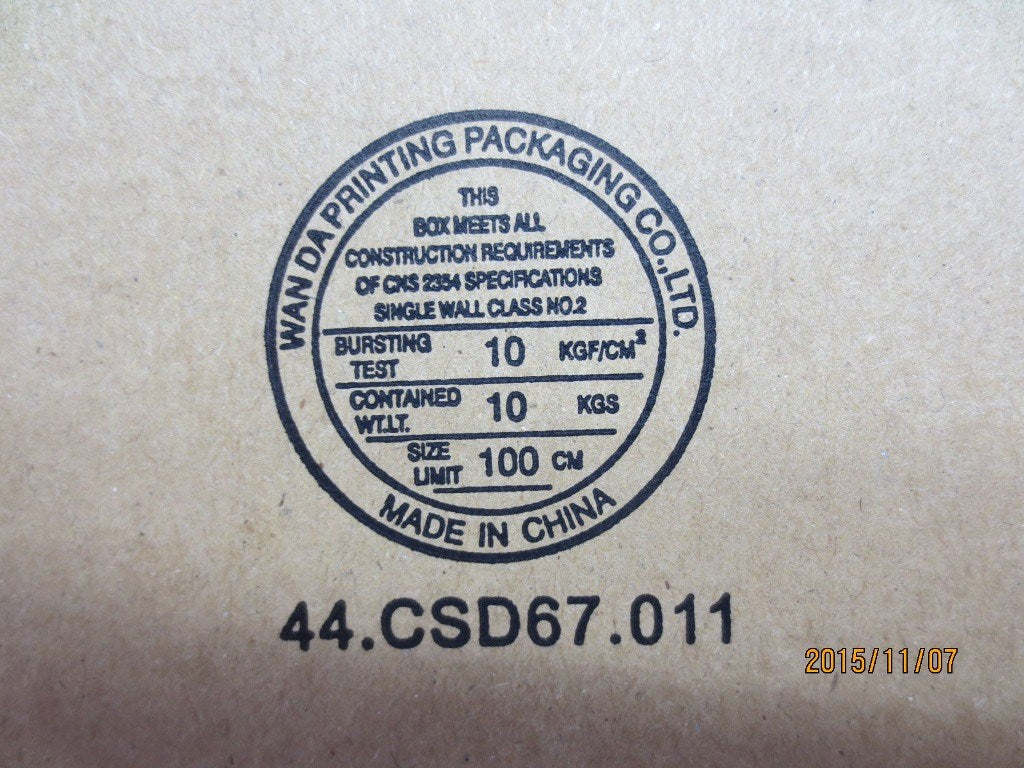 WAN DA PRINTING PACKAGING CO.,LTD.
THIS
BOX MEETS ALL
CONSTRUCTION REQUIREMENTS
OF CNS 2354 SPECIFICATIONS
SINGLE WALL CLASS NO.2
BURSTING TEST 10 KGF/CM²
CONTAINED WT.LT. 10 KGS
SIZE LIMIT 100 CM
MADE IN CHINA
44.CSD67.011
2015/11/07